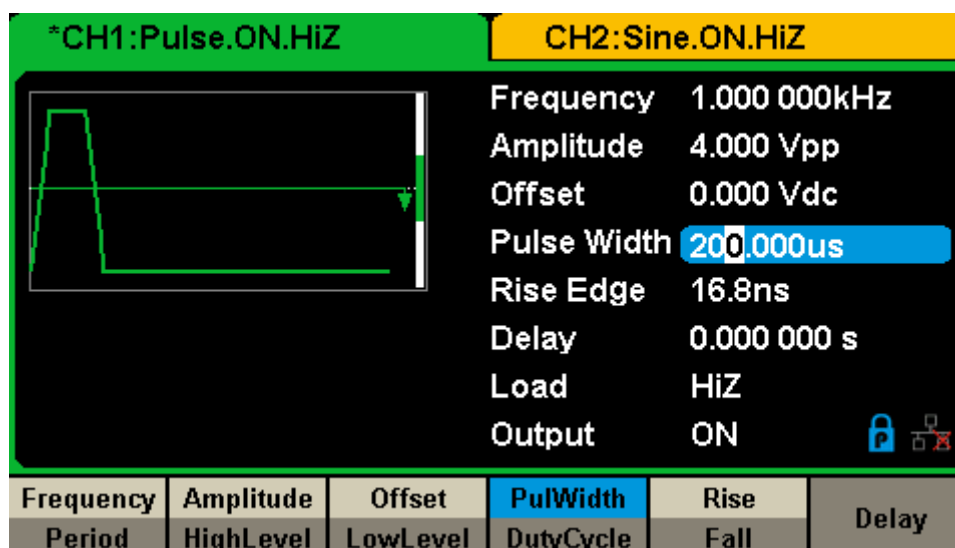 *CH1:Pulse.ON.HiZ CH2:Sine.ON.HiZ
Frequency 1.000 000kHz
Amplitude 4.000 Vpp
Offset 0.000 Vdc
Pulse Width 200.000us
Rise Edge 16.8ns
Delay 0.000 000 s
Load HiZ
Output ON P
Frequency Amplitude Offset PulWidth Rise Delay
Period HighLevel LowLevel DutyCycle Fall